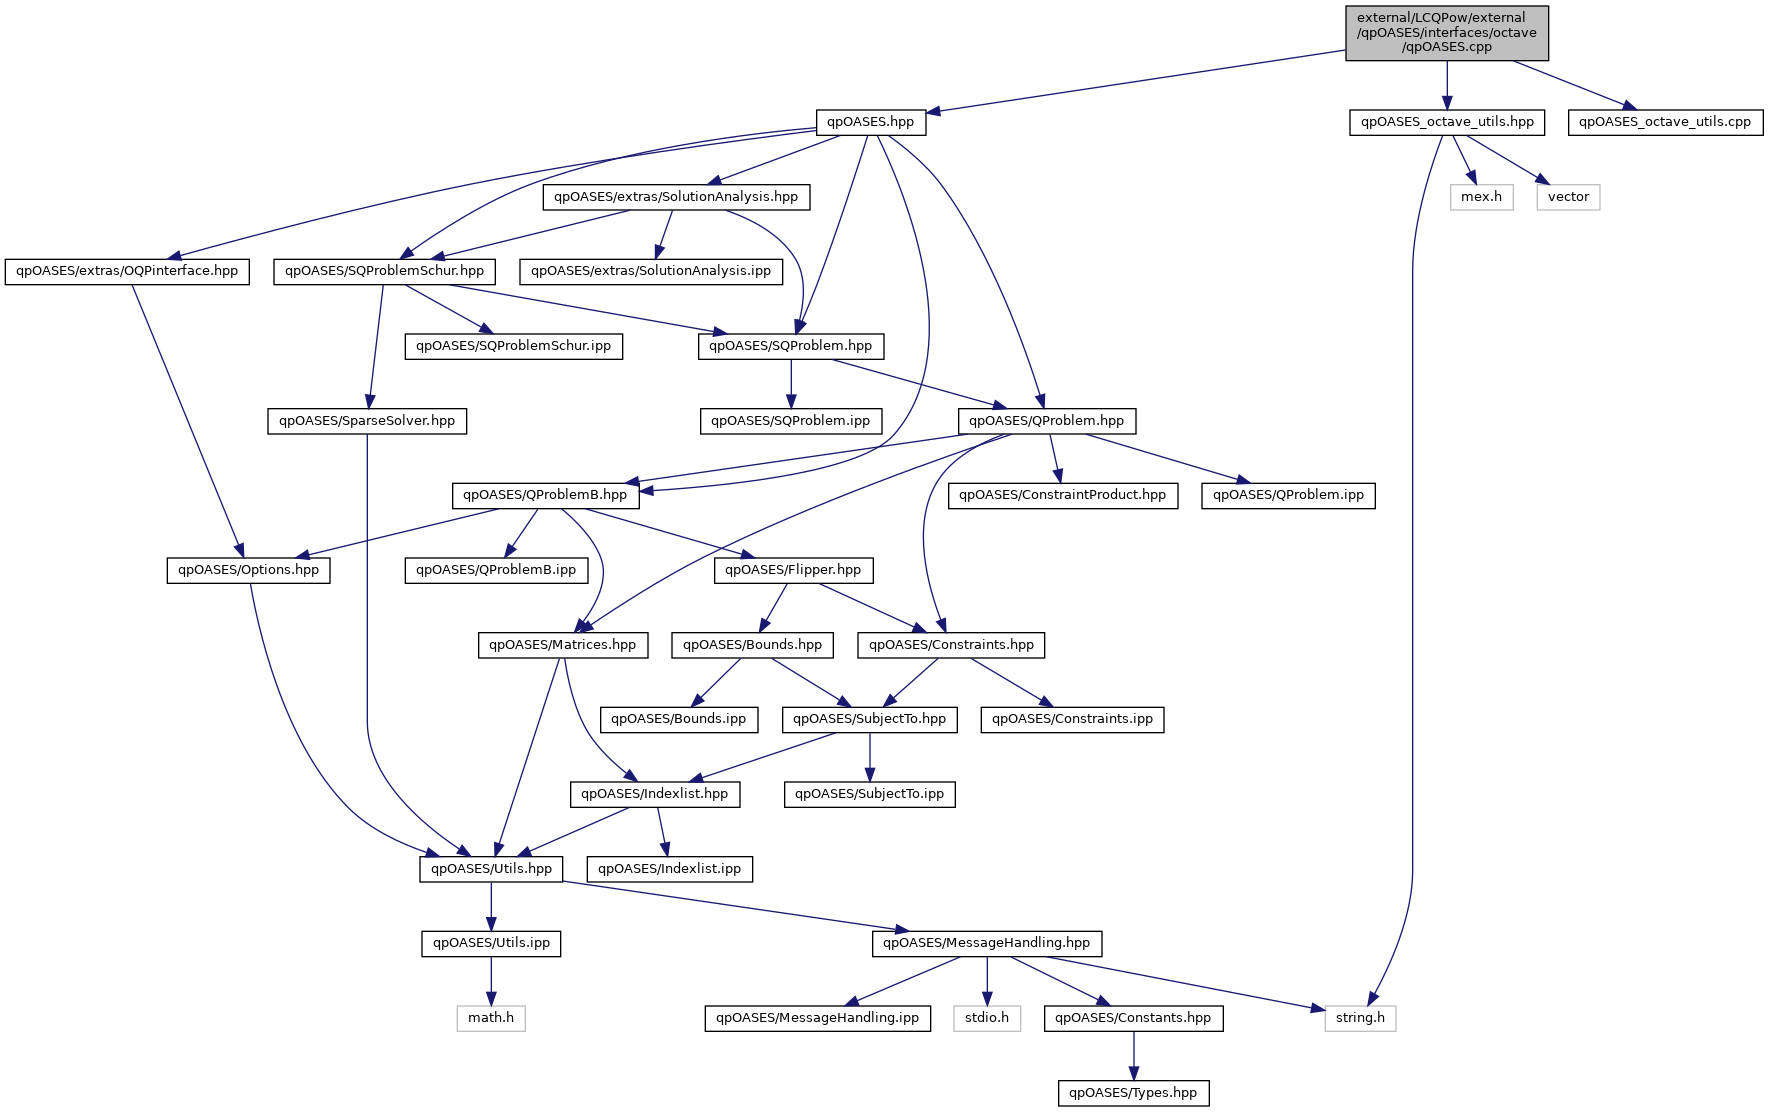 external/LCQPow/external
/qpOASES/interfaces/octave
/qpOASES.cpp
qpOASES.hpp
qpOASES_octave_utils.hpp
qpOASES_octave_utils.cpp
qpOASES/extras/SolutionAnalysis.hpp
mex.h
vector
qpOASES/extras/OQPinterface.hpp
qpOASES/SQProblemSchur.hpp
qpOASES/extras/SolutionAnalysis.ipp
qpOASES/SQProblemSchur.ipp
qpOASES/SQProblem.hpp
qpOASES/SparseSolver.hpp
qpOASES/SQProblem.ipp
qpOASES/QProblem.hpp
qpOASES/QProblemB.hpp
qpOASES/ConstraintProduct.hpp
qpOASES/QProblem.ipp
qpOASES/Options.hpp
qpOASES/QProblemB.ipp
qpOASES/Flipper.hpp
qpOASES/Matrices.hpp
qpOASES/Bounds.hpp
qpOASES/Constraints.hpp
qpOASES/Bounds.ipp
qpOASES/SubjectTo.hpp
qpOASES/Constraints.ipp
qpOASES/Indexlist.hpp
qpOASES/SubjectTo.ipp
qpOASES/Utils.hpp
qpOASES/Indexlist.ipp
qpOASES/Utils.ipp
qpOASES/MessageHandling.hpp
math.h
qpOASES/MessageHandling.ipp
stdio.h
qpOASES/Constants.hpp
string.h
qpOASES/Types.hpp